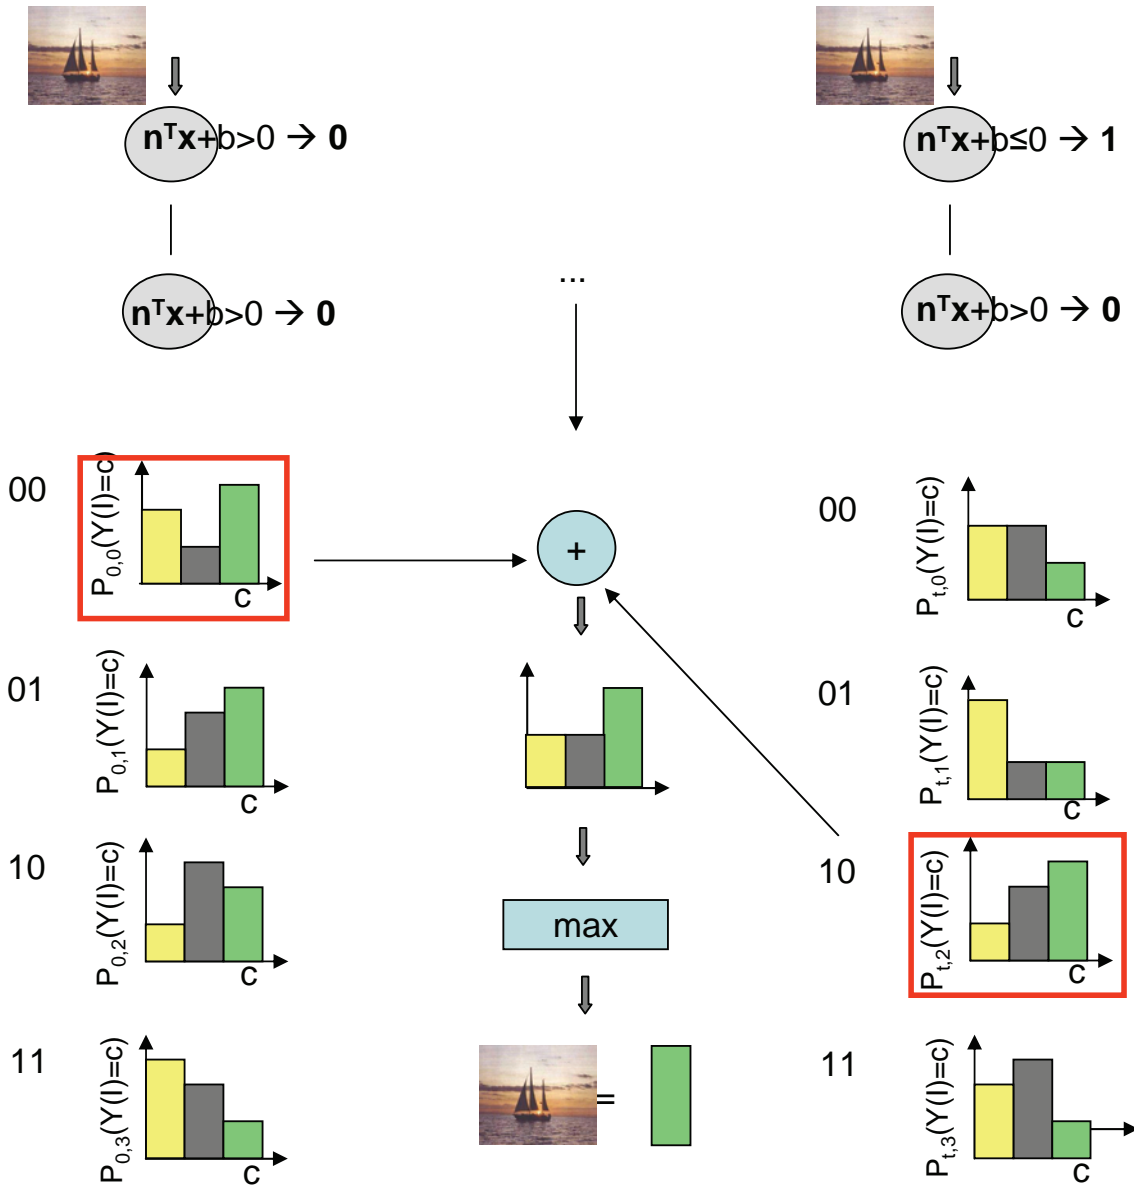 nᵀx+b>0 → 0
nᵀx+b≤0 → 1
nᵀx+b>0 → 0
...
nᵀx+b>0 → 0
00
P0,0(Y(I)=c)
c
+
00
Pt,0(Y(I)=c)
c
01
P0,1(Y(I)=c)
c
01
Pt,1(Y(I)=c)
c
10
P0,2(Y(I)=c)
c
max
10
Pt,2(Y(I)=c)
c
11
P0,3(Y(I)=c)
c
=
11
Pt,3(Y(I)=c)
c